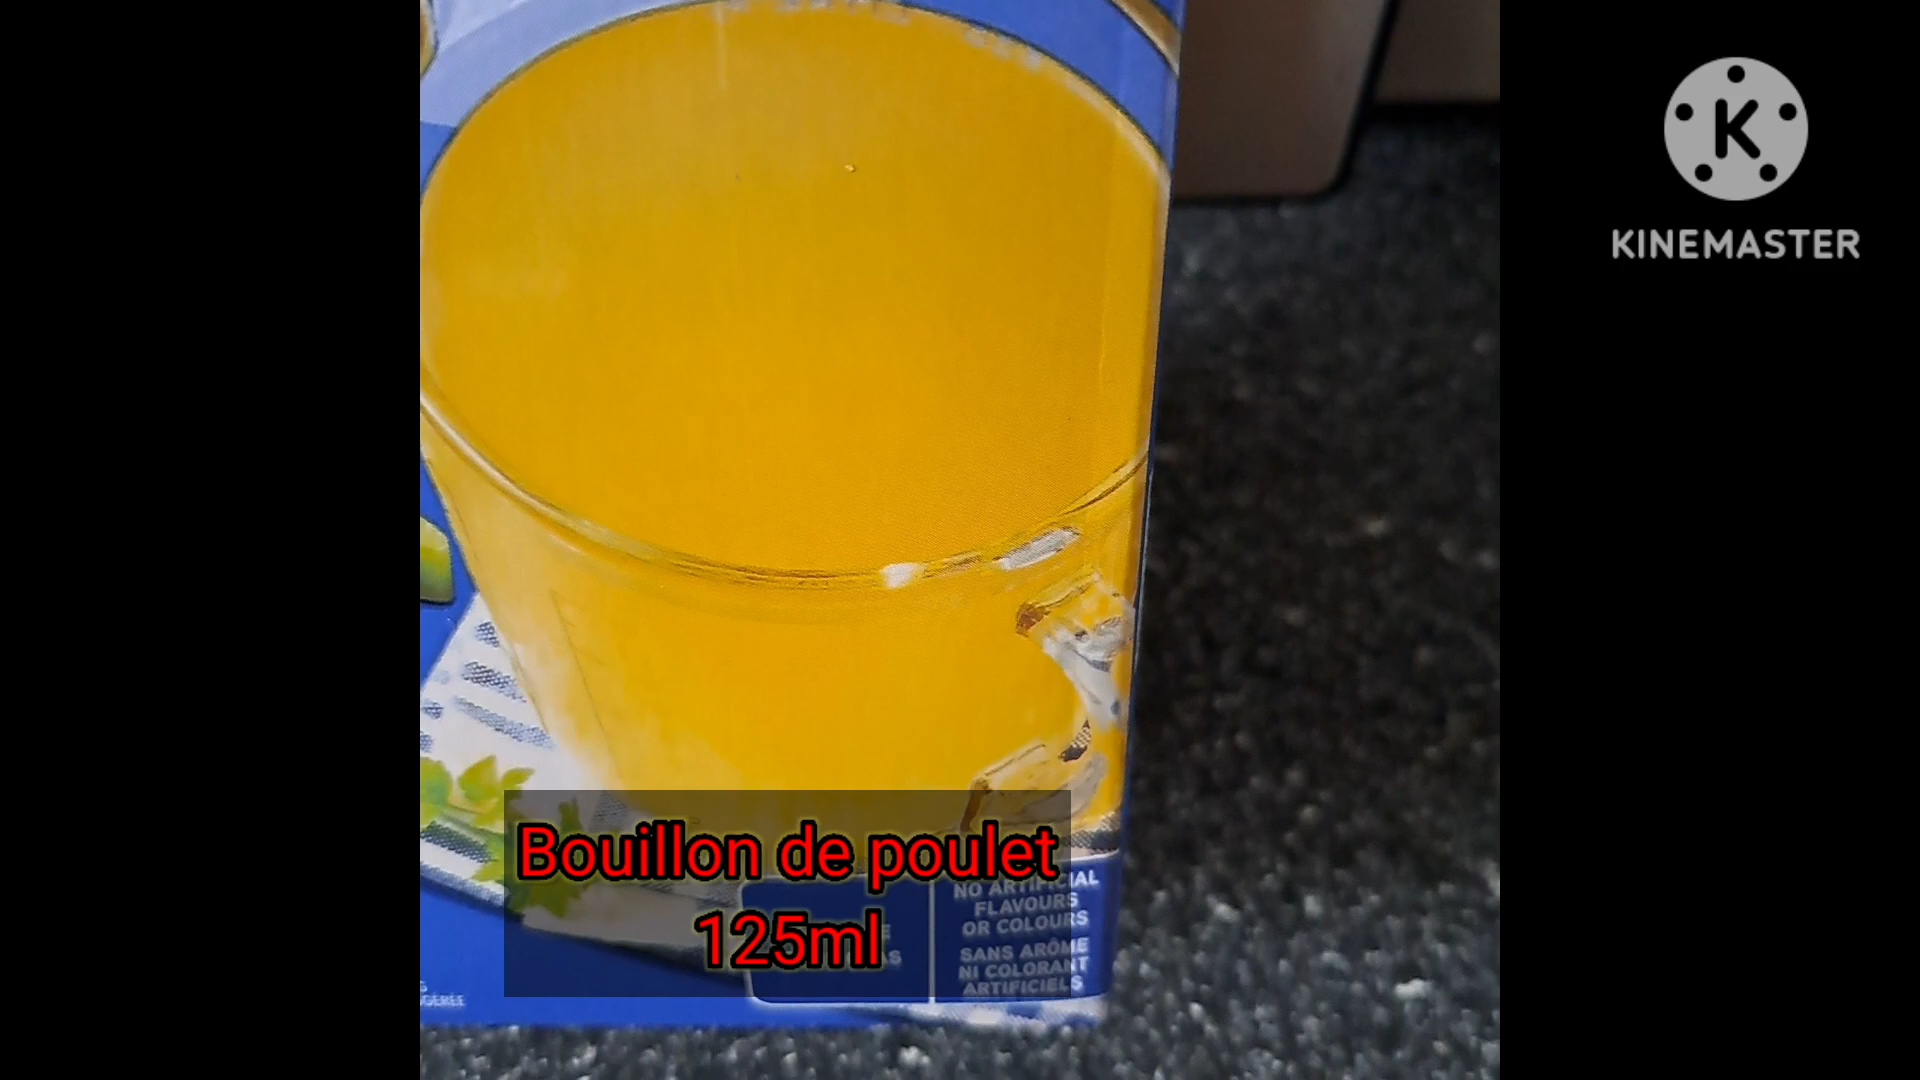 KINEMASTER
Bouillon de poulet
125ml
NO ARTIFICIAL
FLAVOURS
OR COLOURS
SANS ARÔME
NI COLORANT
ARTIFICIELS